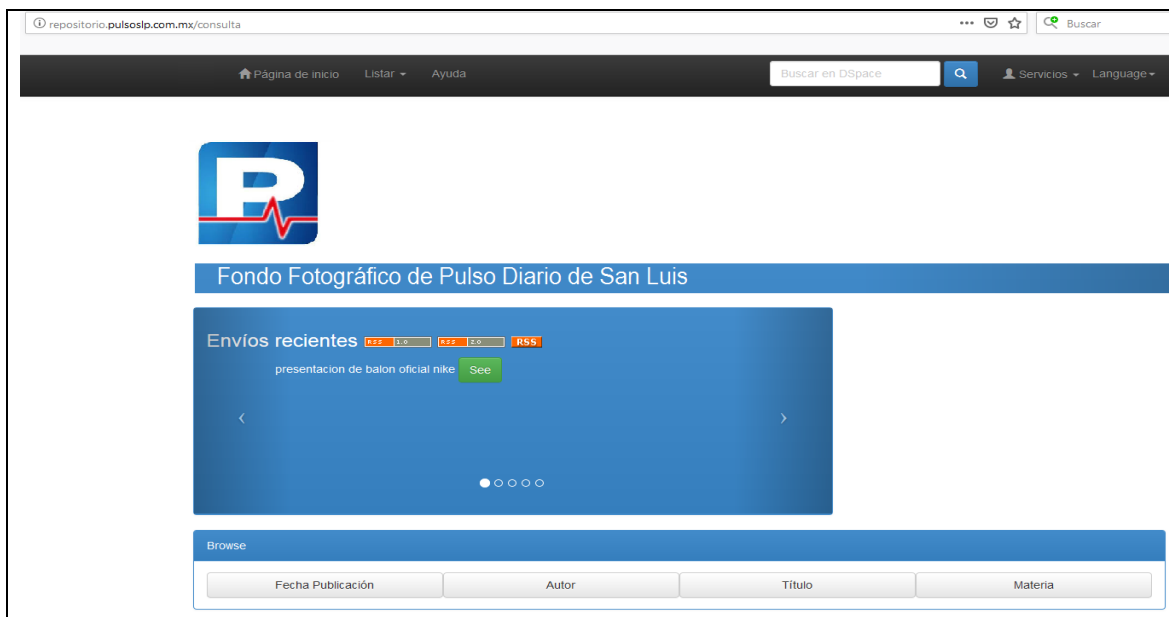 repositorio.pulsoslp.com.mx/consulta
Buscar
Página de inicio Listar Ayuda
Buscar en DSpace
Servicios Language
P
Fondo Fotográfico de Pulso Diario de San Luis
Envíos recientes RSS 1.0 RSS 2.0 RSS
presentacion de balon oficial nike See
Browse
Fecha Publicación Autor Título Materia